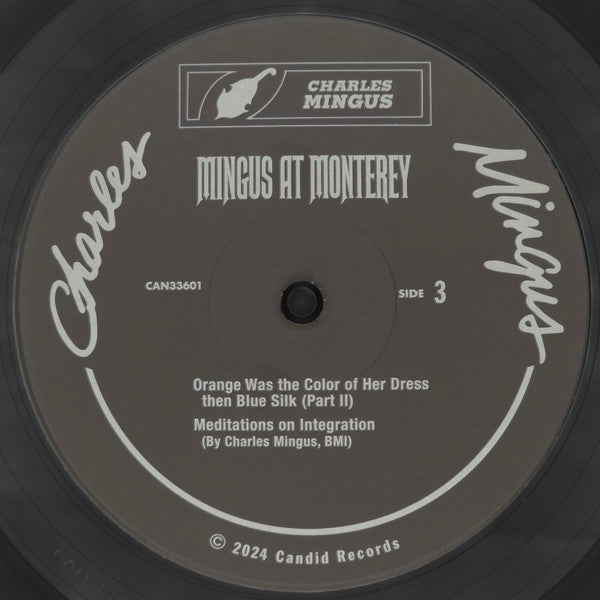 CHARLES
MINGUS
MINGUS AT MONTEREY
Charles
Mingus
CAN33601
SIDE 3
Orange Was the Color of Her Dress
then Blue Silk (Part II)
Meditations on Integration
(By Charles Mingus, BMI)
© 2024 Candid Records